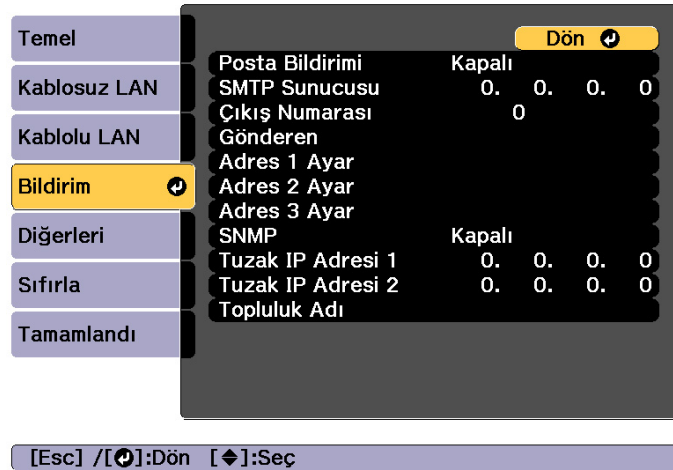 Temel
Kablosuz LAN
Kablolu LAN
Bildirim
Diğerleri
Sıfırla
Tamamlandı
Dön
Posta Bildirimi Kapalı
SMTP Sunucusu 0. 0. 0. 0
Çıkış Numarası 0
Gönderen
Adres 1 Ayar
Adres 2 Ayar
Adres 3 Ayar
SNMP Kapalı
Tuzak IP Adresi 1 0. 0. 0. 0
Tuzak IP Adresi 2 0. 0. 0. 0
Topluluk Adı
[Esc] /[⏎]:Dön [◆]:Seç